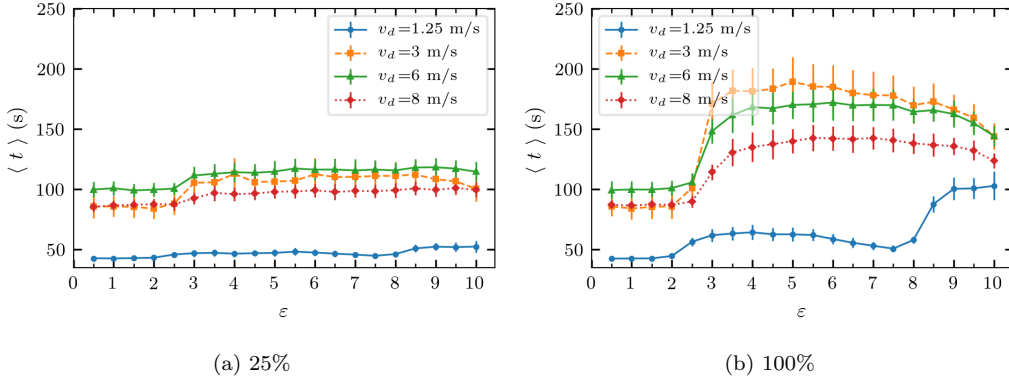 250
200
150
100
50
⟨ t ⟩ (s)
0 1 2 3 4 5 6 7 8 9 10
ε
v_d=1.25 m/s
v_d=3 m/s
v_d=6 m/s
v_d=8 m/s
(a) 25%
250
200
150
100
50
⟨ t ⟩ (s)
0 1 2 3 4 5 6 7 8 9 10
ε
v_d=1.25 m/s
v_d=3 m/s
v_d=6 m/s
v_d=8 m/s
(b) 100%